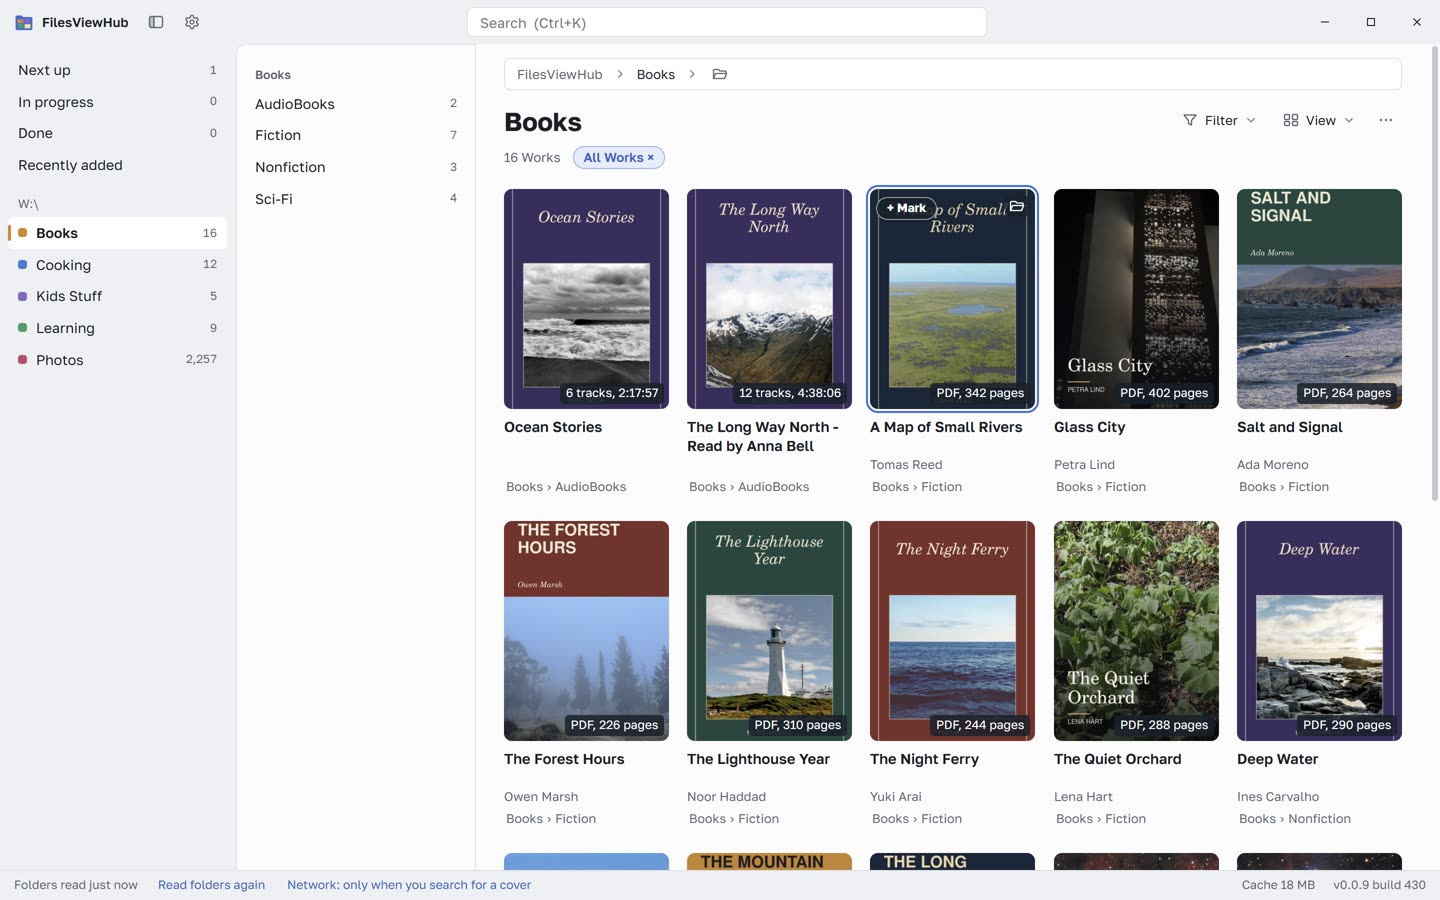 FilesViewHub
Search (Ctrl+K)
Next up 1
In progress 0
Done 0
Recently added
W:\
Books 16
Cooking 12
Kids Stuff 5
Learning 9
Photos 2,257
Books
AudioBooks 2
Fiction 7
Nonfiction 3
Sci-Fi 4
FilesViewHub > Books >
Books
Filter
View
16 Works
All Works ×
Ocean Stories
6 tracks, 2:17:57
Ocean Stories
Books › AudioBooks
The Long Way
North
12 tracks, 4:38:06
The Long Way North -
Read by Anna Bell
Books › AudioBooks
+ Mark
p of Small
Rivers
PDF, 342 pages
A Map of Small Rivers
Tomas Reed
Books › Fiction
Glass City
PETRA LIND
PDF, 402 pages
Glass City
Petra Lind
Books › Fiction
SALT AND
SIGNAL
Ada Moreno
PDF, 264 pages
Salt and Signal
Ada Moreno
Books › Fiction
THE FOREST
HOURS
Owen Marsh
PDF, 226 pages
The Forest Hours
Owen Marsh
Books › Fiction
The Lighthouse
Year
PDF, 310 pages
The Lighthouse Year
Noor Haddad
Books › Fiction
The Night Ferry
PDF, 244 pages
The Night Ferry
Yuki Arai
Books › Fiction
The Quiet
Orchard
LENA HART
PDF, 288 pages
The Quiet Orchard
Lena Hart
Books › Fiction
Deep Water
PDF, 290 pages
Deep Water
Ines Carvalho
Books › Nonfiction
THE MOUNTAIN
THE LONG
Folders read just now
Read folders again
Network: only when you search for a cover
Cache 18 MB
v0.0.9 build 430